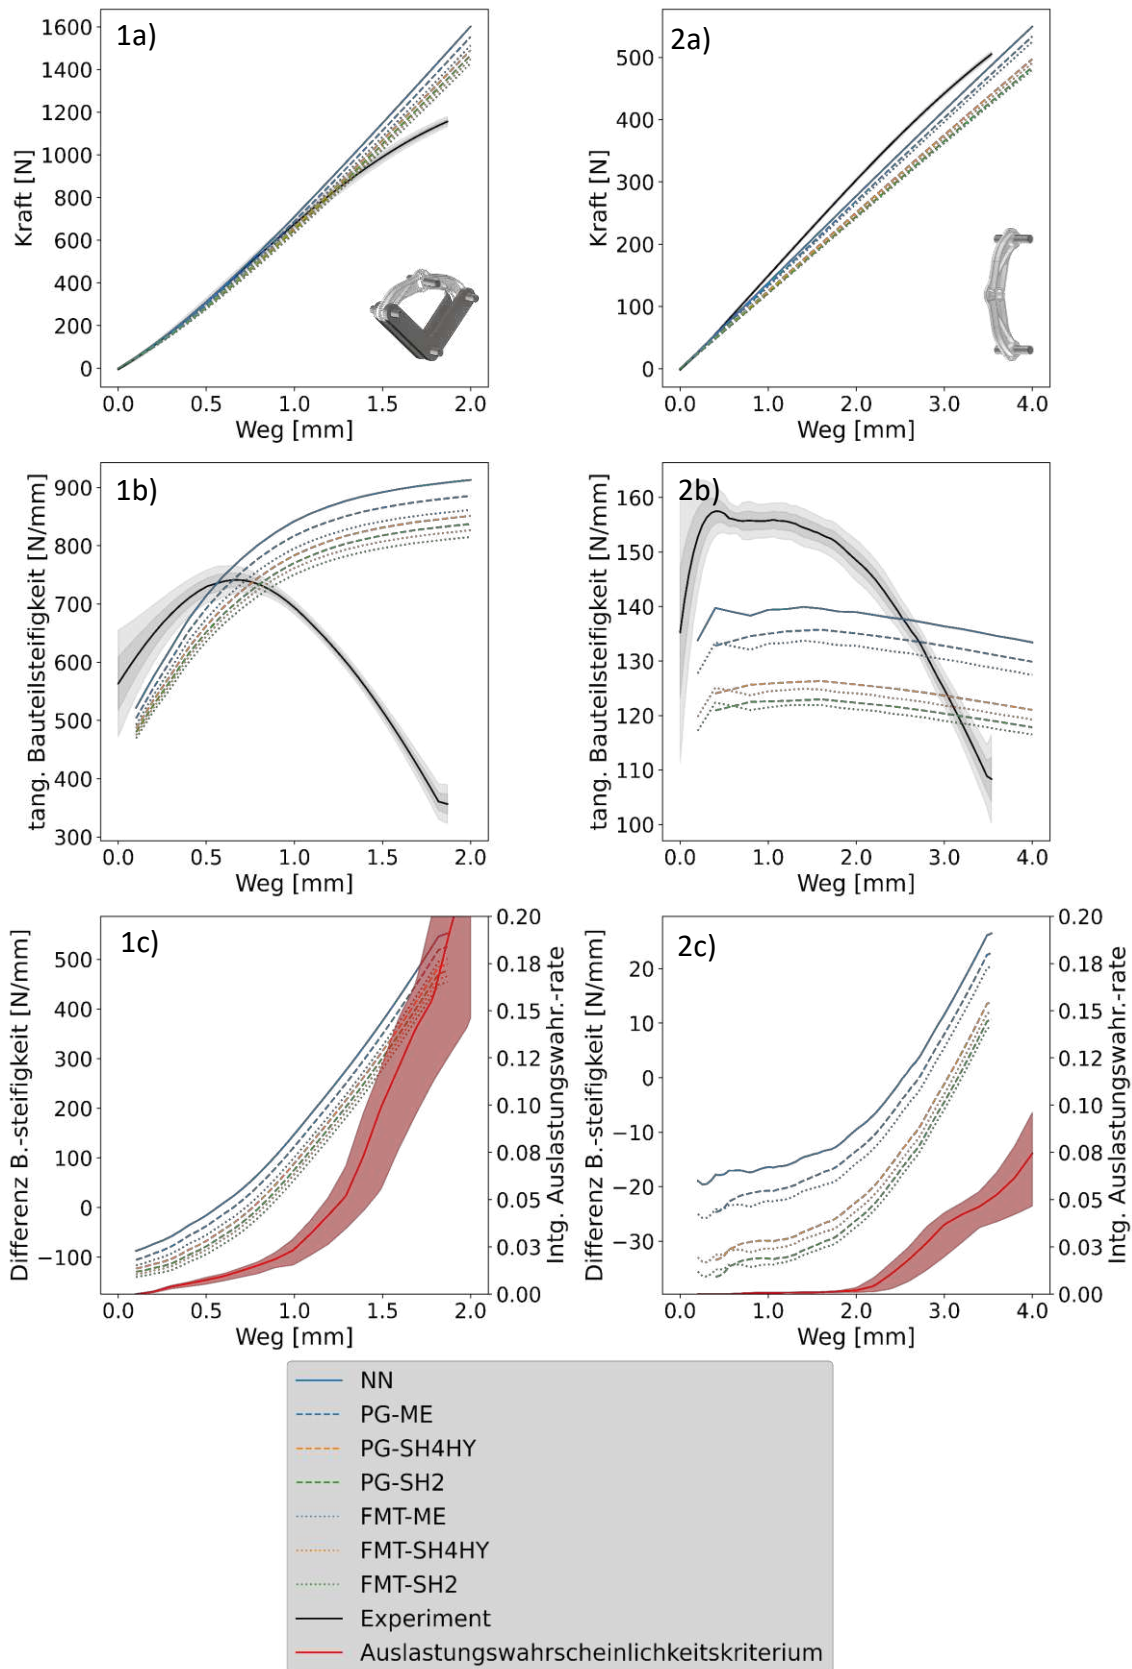 1a)
1600
1400
1200
1000
800
600
400
200
0
Kraft [N]
0.0 0.5 1.0 1.5 2.0
Weg [mm]
2a)
500
400
300
200
100
0
Kraft [N]
0.0 1.0 2.0 3.0 4.0
Weg [mm]
1b)
900
800
700
600
500
400
300
tang. Bauteilsteifigkeit [N/mm]
0.0 0.5 1.0 1.5 2.0
Weg [mm]
2b)
160
150
140
130
120
110
100
tang. Bauteilsteifigkeit [N/mm]
0.0 1.0 2.0 3.0 4.0
Weg [mm]
1c)
500
400
300
200
100
0
−100
Differenz B.-steifigkeit [N/mm]
0.20
0.18
0.15
0.12
0.10
0.08
0.05
0.03
0.00
Intg. Auslastungswahr.-rate
0.0 0.5 1.0 1.5 2.0
Weg [mm]
2c)
20
10
0
−10
−20
−30
Differenz B.-steifigkeit [N/mm]
0.20
0.18
0.15
0.12
0.10
0.08
0.05
0.03
0.00
Intg. Auslastungswahr.-rate
0.0 1.0 2.0 3.0 4.0
Weg [mm]
NN
PG-ME
PG-SH4HY
PG-SH2
FMT-ME
FMT-SH4HY
FMT-SH2
Experiment
Auslastungswahrscheinlichkeitskriterium